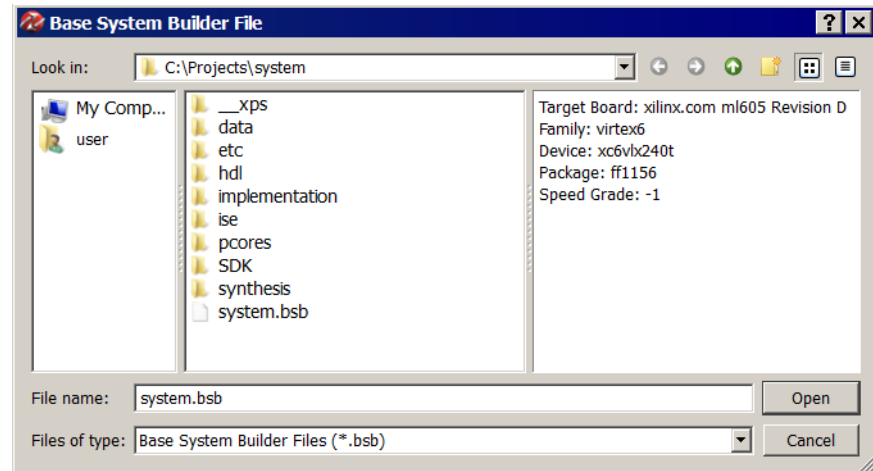 Base System Builder File
Look in: C:\Projects\system
My Comp...
user
__xps
data
etc
hdl
implementation
ise
pcores
SDK
synthesis
system.bsb
Target Board: xilinx.com ml605 Revision D
Family: virtex6
Device: xc6vlx240t
Package: ff1156
Speed Grade: -1
File name: system.bsb Open
Files of type: Base System Builder Files (*.bsb) Cancel